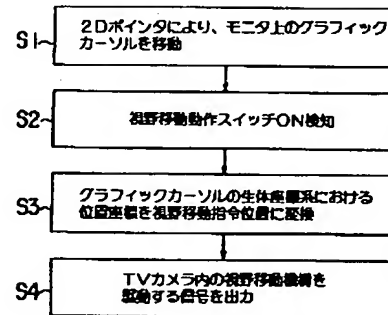 S1 2Dポインタにより、モニタ上のグラフィック
カーソルを移動
S2 視野移動動作スイッチON検知
S3 グラフィックカーソルの生体座標系における
位置座標を視野移動指令位置に変換
S4 TVカメラ内の視野移動機構を
駆動する信号を出力